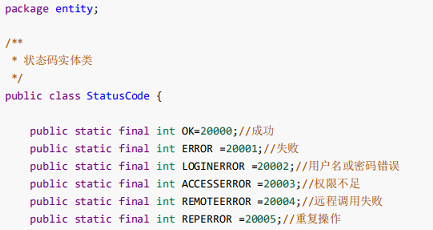 package entity;
/**
 * 状态码实体类
 */
public class StatusCode {
    public static final int OK=20000;//成功
    public static final int ERROR =20001;//失败
    public static final int LOGINERROR =20002;//用户名或密码错误
    public static final int ACCESSERROR =20003;//权限不足
    public static final int REMOTEERROR =20004;//远程调用失败
    public static final int REPERROR =20005;//重复操作